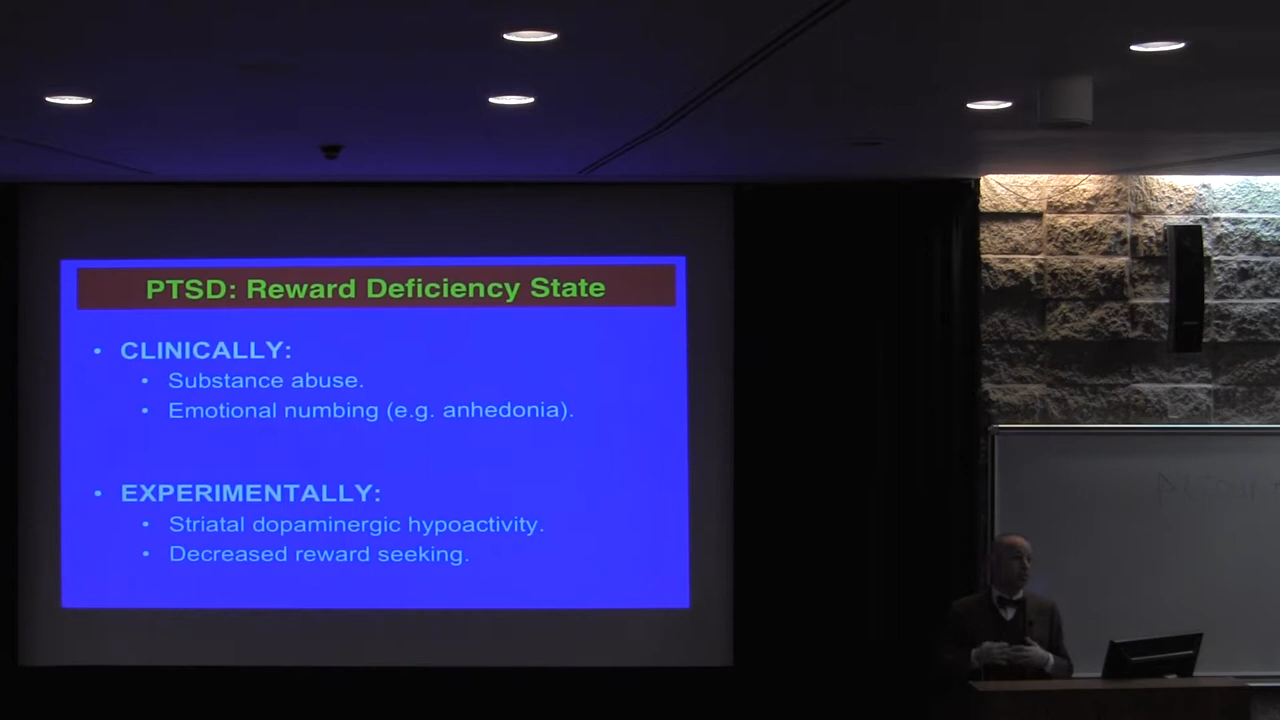 PTSD: Reward Deficiency State
• CLINICALLY:
• Substance abuse.
• Emotional numbing (e.g. anhedonia).
• EXPERIMENTALLY:
• Striatal dopaminergic hypoactivity.
• Decreased reward seeking.